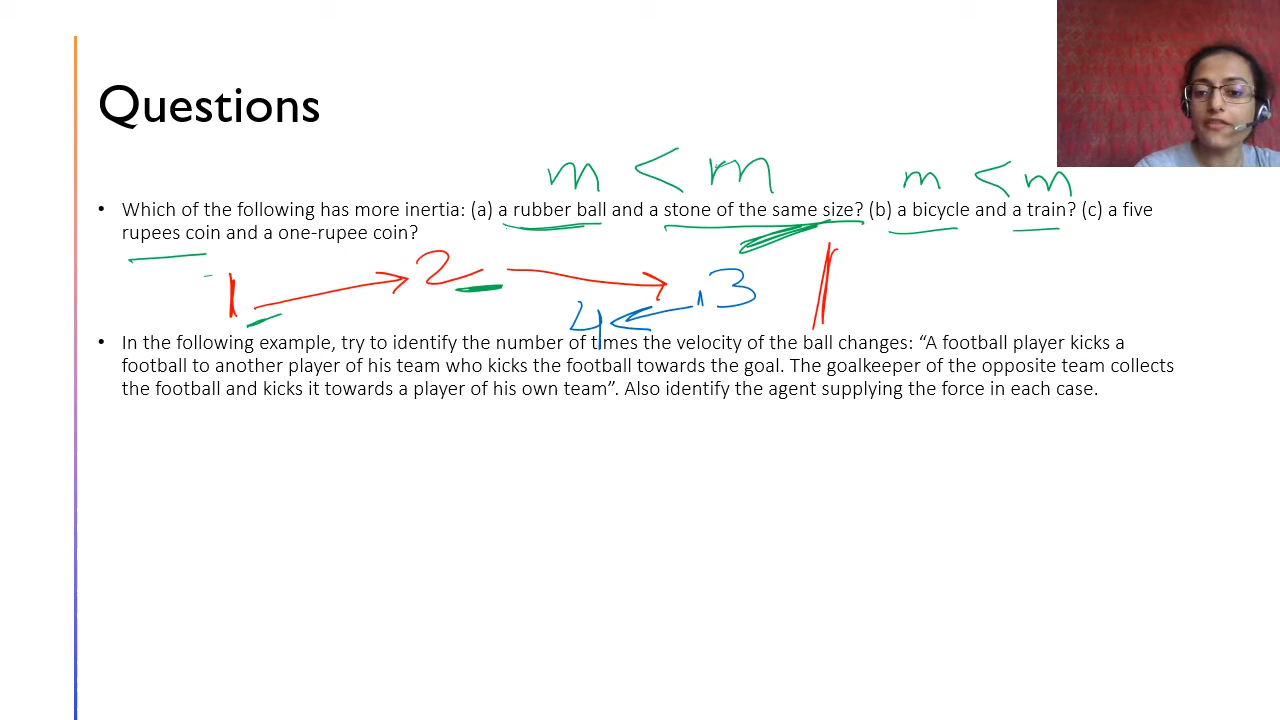 Questions
m < m m < m
• Which of the following has more inertia: (a) a rubber ball and a stone of the same size? (b) a bicycle and a train? (c) a five
rupees coin and a one-rupee coin?
1 2 3
4
• In the following example, try to identify the number of times the velocity of the ball changes: “A football player kicks a
football to another player of his team who kicks the football towards the goal. The goalkeeper of the opposite team collects
the football and kicks it towards a player of his own team”. Also identify the agent supplying the force in each case.